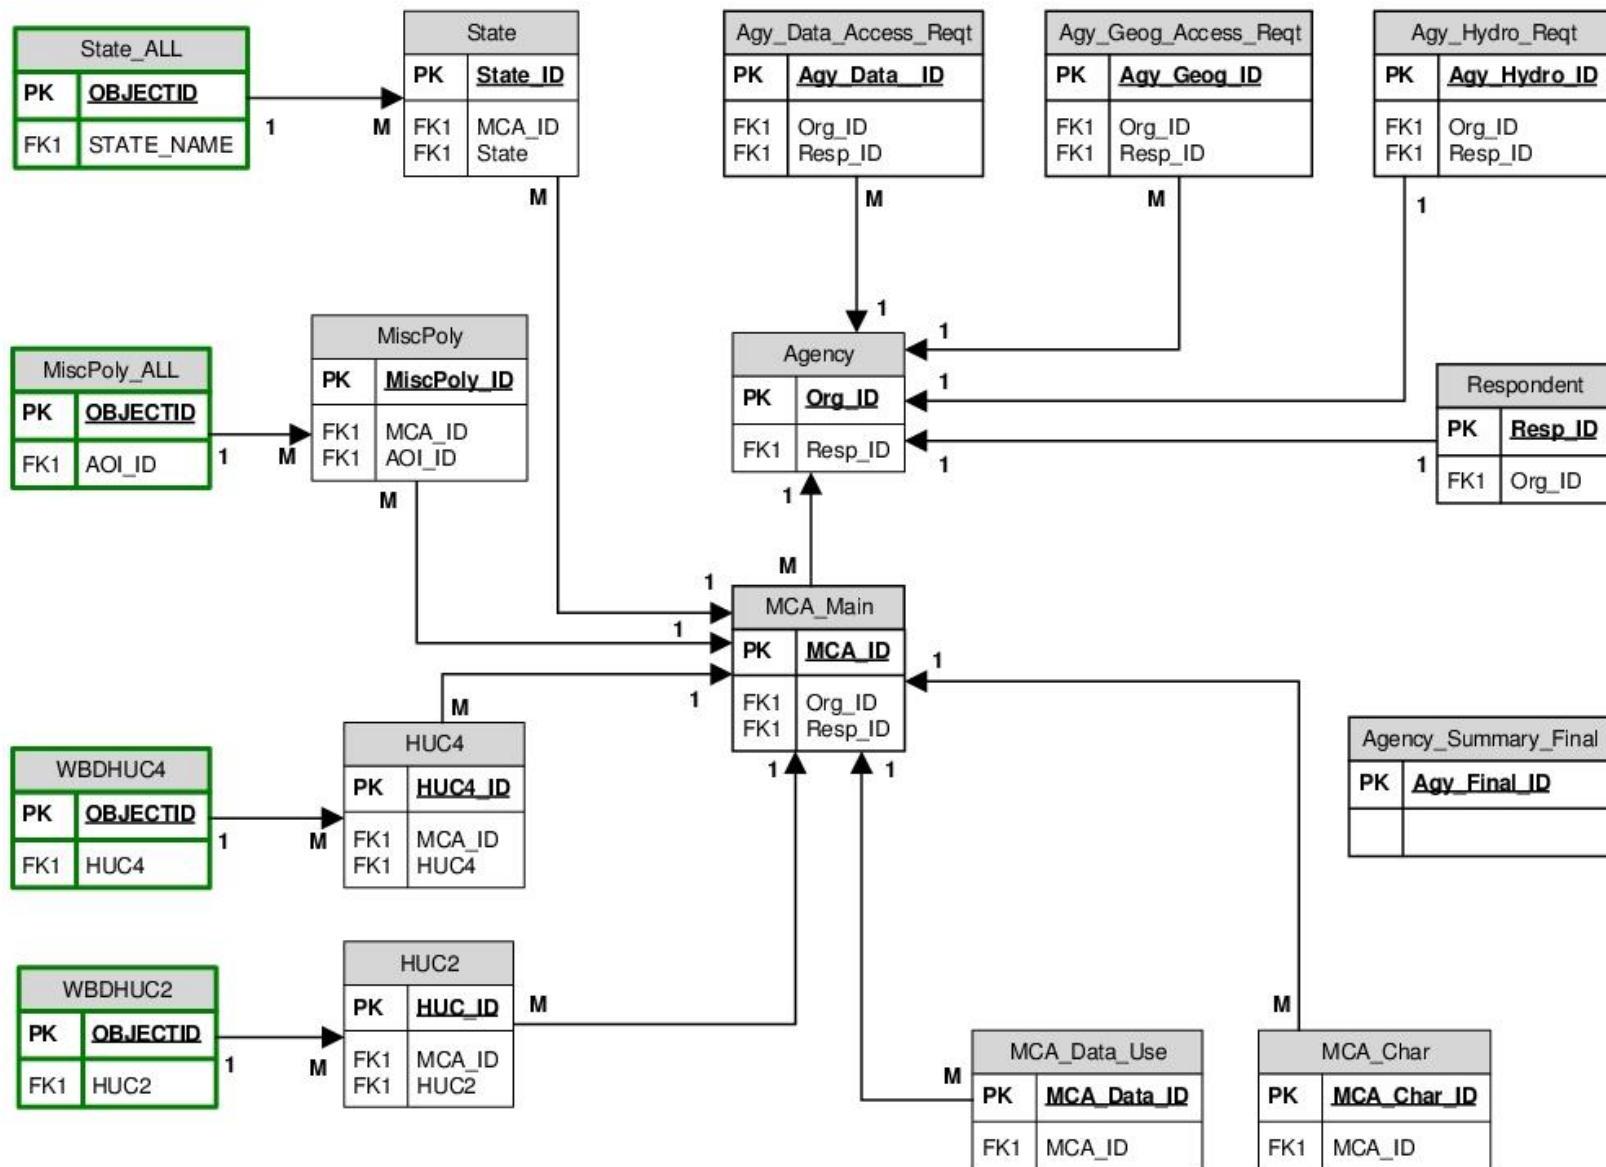 State_ALL
PK OBJECTID
FK1 STATE_NAME
1
M
State
PK State_ID
FK1 MCA_ID
FK1 State
M
Agy_Data_Access_Reqt
PK Agy_Data__ID
FK1 Org_ID
FK1 Resp_ID
M
1
Agy_Geog_Access_Reqt
PK Agy_Geog_ID
FK1 Org_ID
FK1 Resp_ID
M
1
Agy_Hydro_Reqt
PK Agy_Hydro_ID
FK1 Org_ID
FK1 Resp_ID
1
1
MiscPoly_ALL
PK OBJECTID
FK1 AOI_ID
1
M
MiscPoly
PK MiscPoly_ID
FK1 MCA_ID
FK1 AOI_ID
M
Agency
PK Org_ID
FK1 Resp_ID
1
1
Respondent
PK Resp_ID
FK1 Org_ID
1
M
1
1
1
MCA_Main
PK MCA_ID
FK1 Org_ID
FK1 Resp_ID
1
1
1
WBDHUC4
PK OBJECTID
FK1 HUC4
1
M
HUC4
PK HUC4_ID
FK1 MCA_ID
FK1 HUC4
M
Agency_Summary_Final
PK Agy_Final_ID
WBDHUC2
PK OBJECTID
FK1 HUC2
1
M
HUC2
PK HUC_ID
FK1 MCA_ID
FK1 HUC2
M
MCA_Data_Use
PK MCA_Data_ID
FK1 MCA_ID
M
MCA_Char
PK MCA_Char_ID
FK1 MCA_ID
M